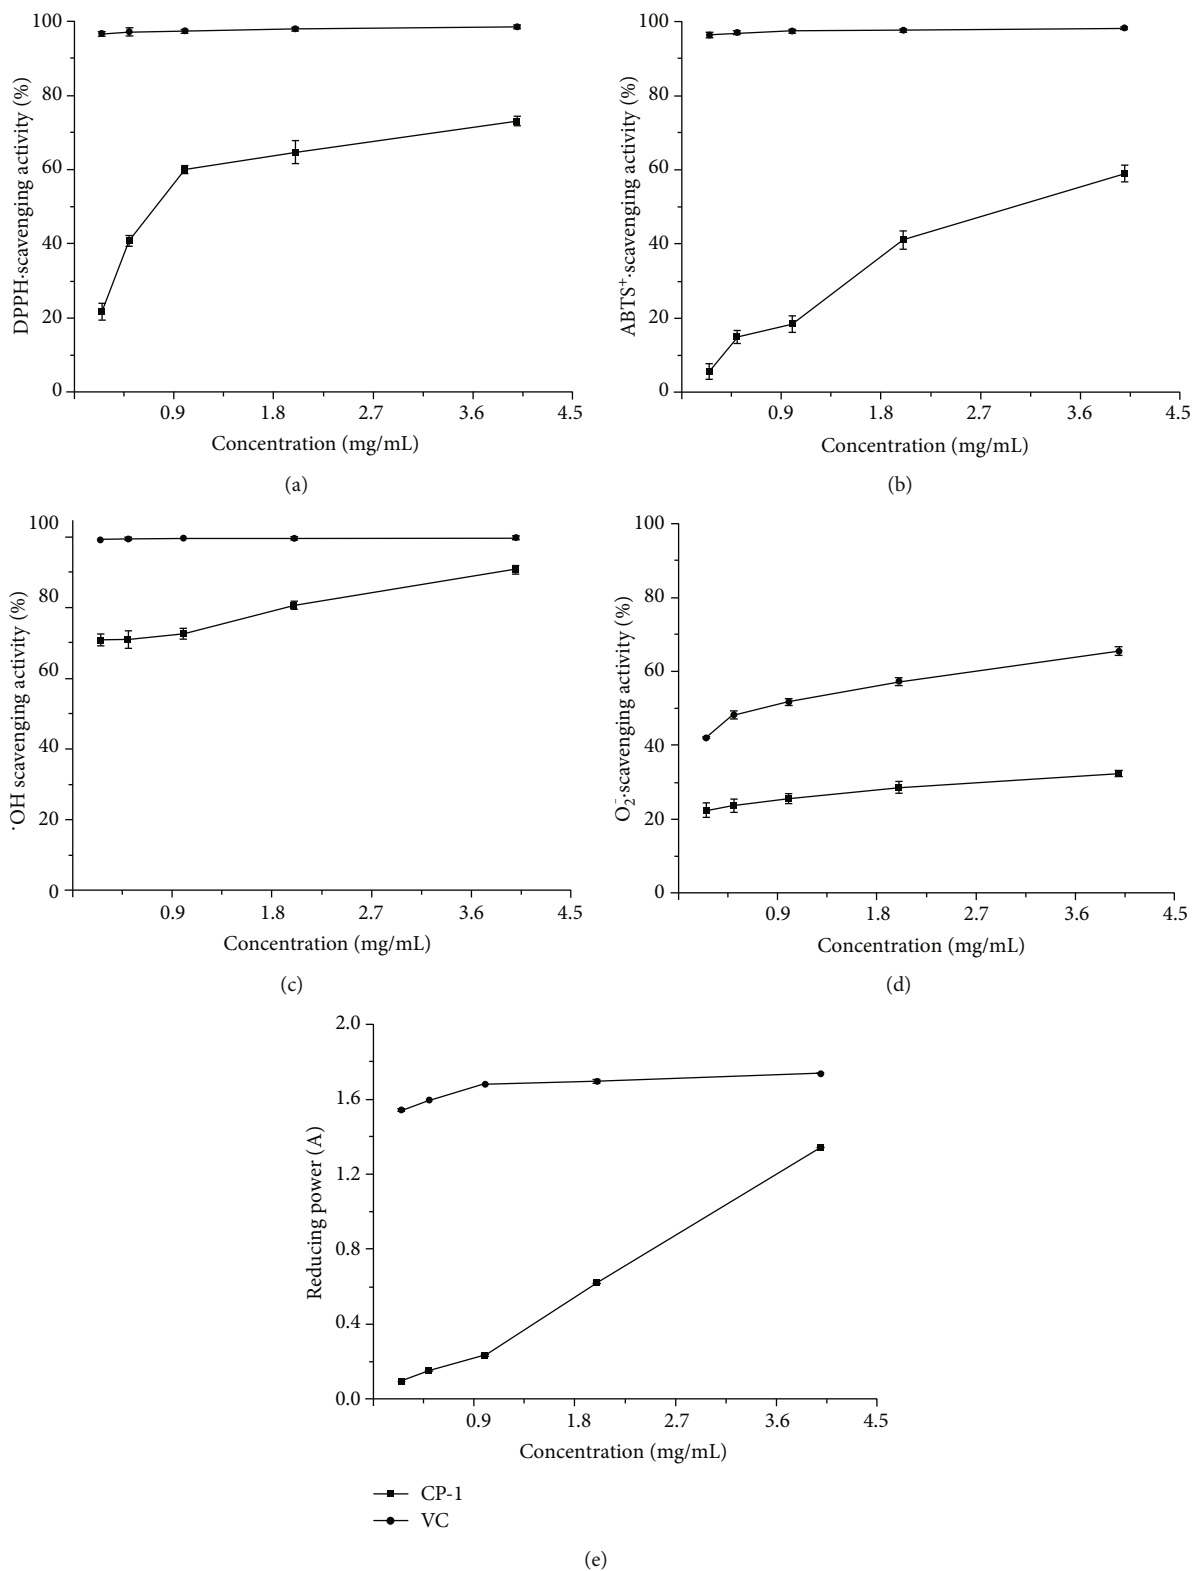 100
80
60
40
20
0
DPPH·scavenging activity (%)
0.9 1.8 2.7 3.6 4.5
Concentration (mg/mL)
(a)
100
80
60
40
20
0
ABTS⁺·scavenging activity (%)
0.9 1.8 2.7 3.6 4.5
Concentration (mg/mL)
(b)
100
80
60
40
20
0
·OH scavenging activity (%)
0.9 1.8 2.7 3.6 4.5
Concentration (mg/mL)
(c)
100
80
60
40
20
0
O₂⁻·scavenging activity (%)
0.9 1.8 2.7 3.6 4.5
Concentration (mg/mL)
(d)
2.0
1.6
1.2
0.8
0.4
0.0
Reducing power (A)
0.9 1.8 2.7 3.6 4.5
Concentration (mg/mL)
CP-1
VC
(e)